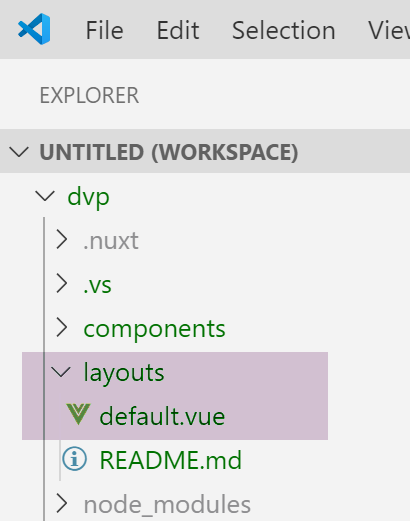 File Edit Selection View
EXPLORER
UNTITLED (WORKSPACE)
dvp
.nuxt
.vs
components
layouts
default.vue
README.md
node_modules